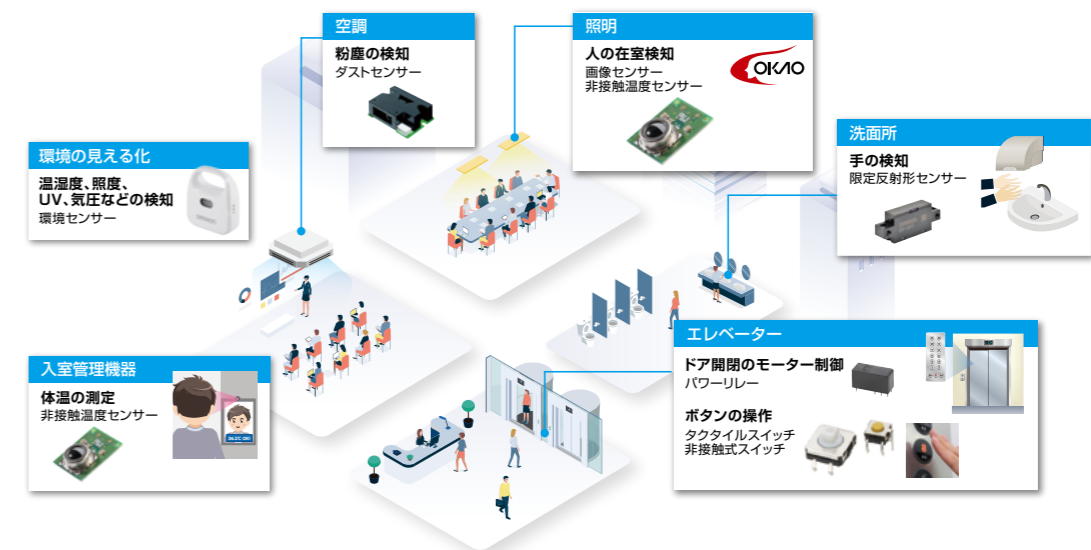 空調
粉塵の検知
ダストセンサー
照明
人の在室検知
画像センサー
非接触温度センサー
OKAO
洗面所
手の検知
限定反射形センサー
環境の見える化
温湿度、照度、
UV、気圧などの検知
環境センサー
入室管理機器
体温の測定
非接触温度センサー
36.2℃ OK!
エレベーター
ドア開閉のモーター制御
パワーリレー
ボタンの操作
タクタイルスイッチ
非接触式スイッチ